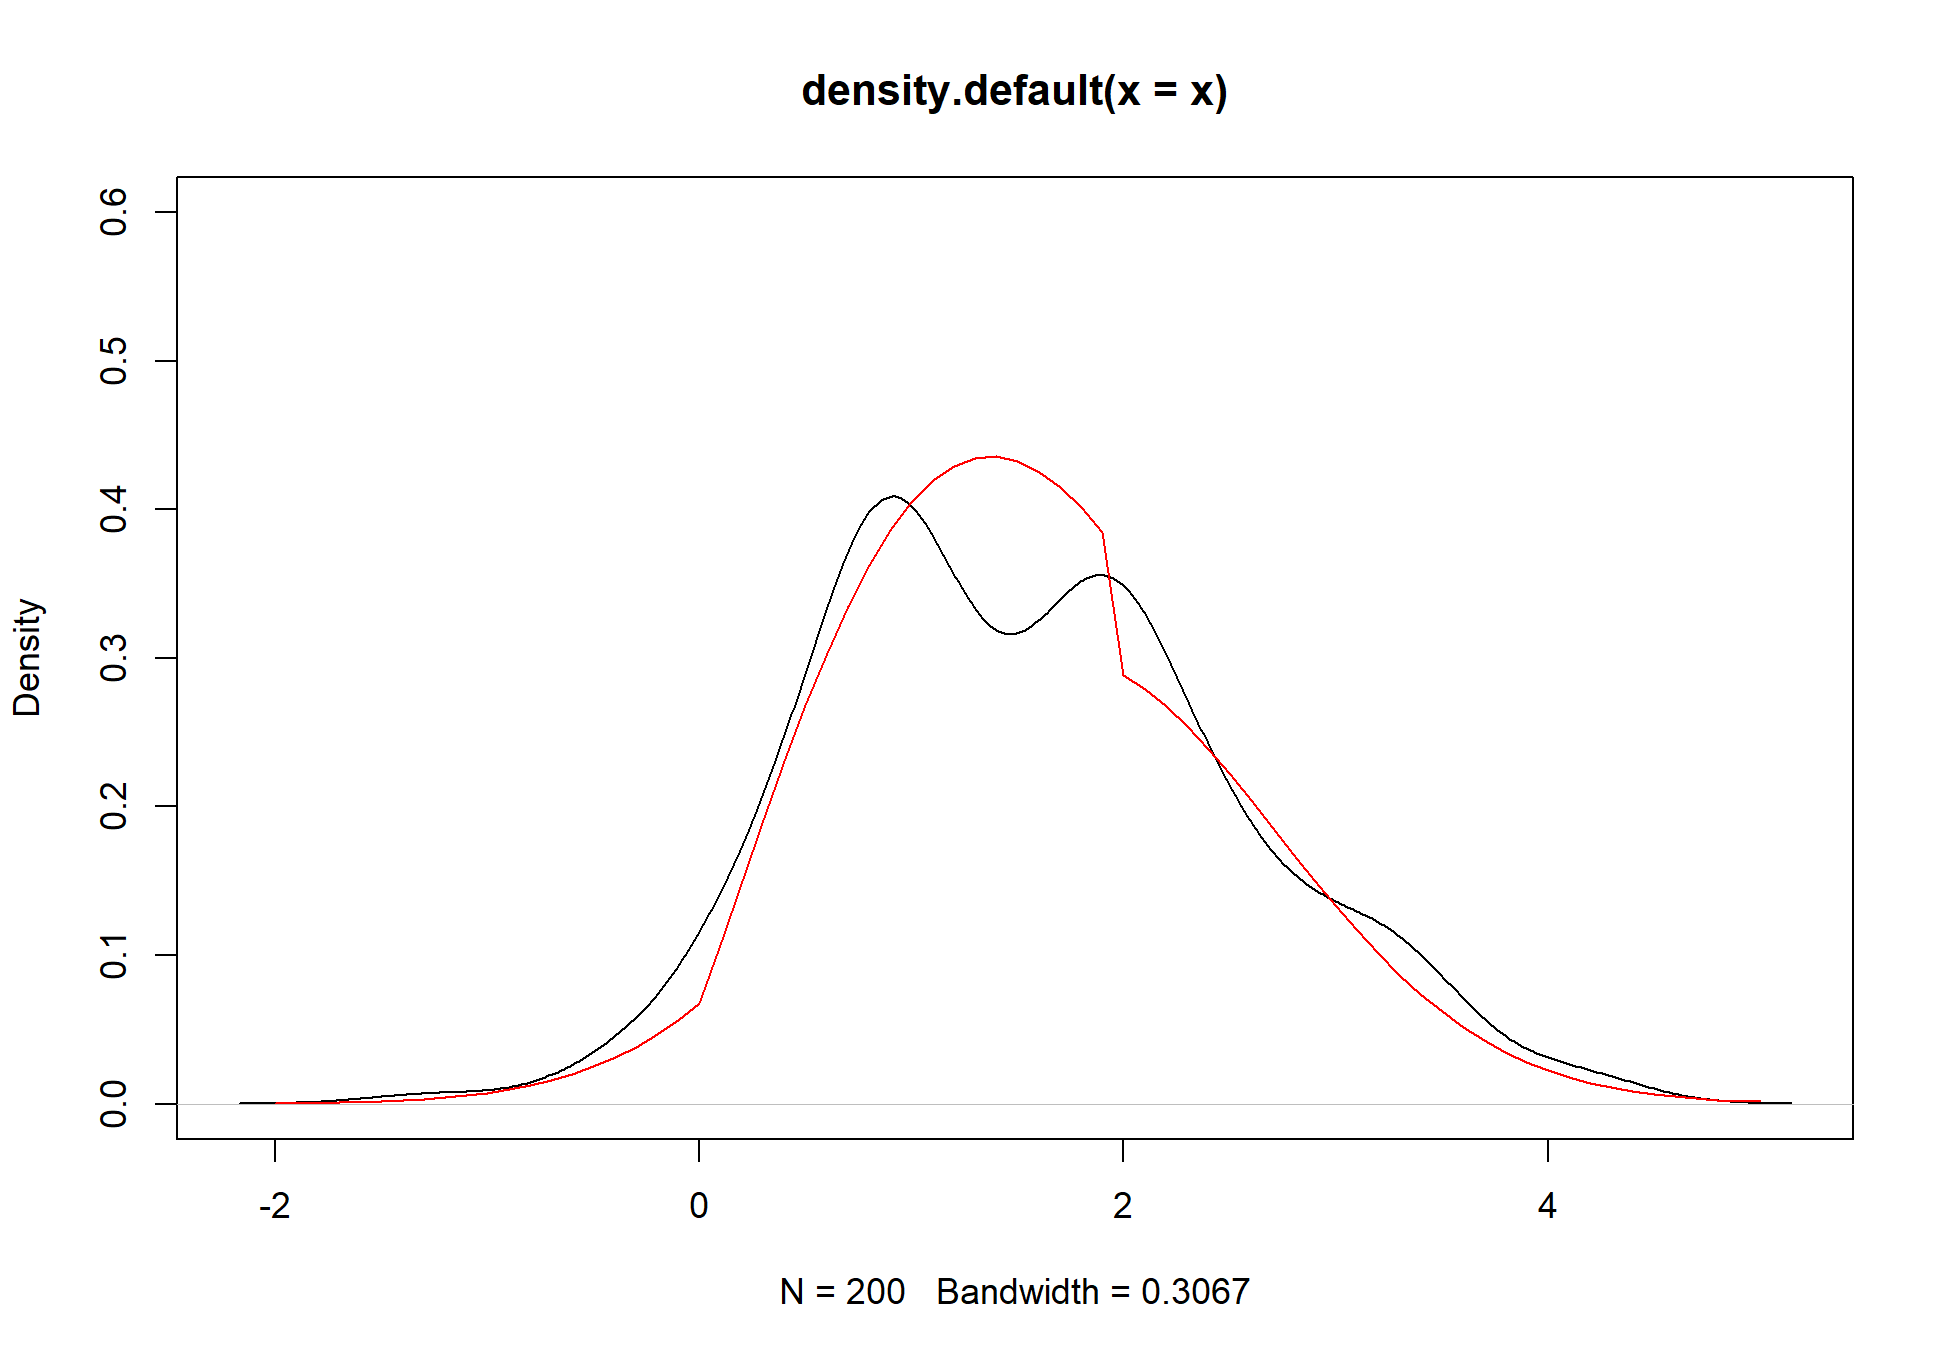 density.default(x = x)
0.6
0.5
0.4
0.3
0.2
0.1
0.0
Density
-2 0 2 4
N = 200 Bandwidth = 0.3067